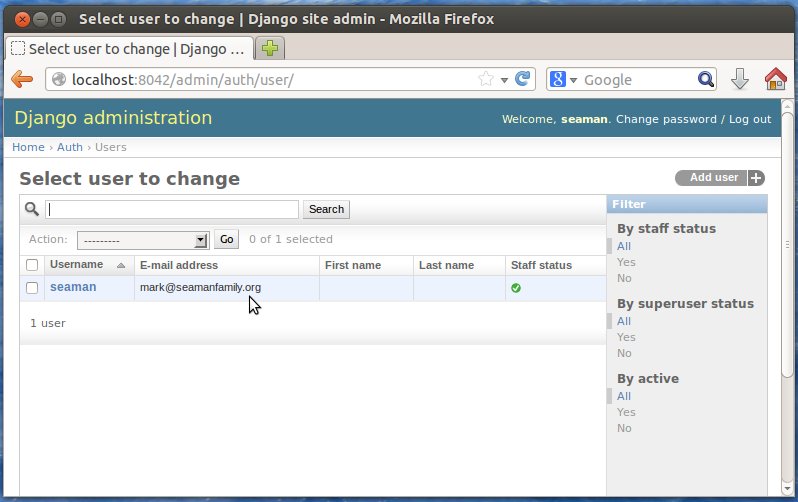 Select user to change | Django site admin - Mozilla Firefox
Select user to change | Django ...
localhost:8042/admin/auth/user/
Google
Django administration
Welcome, seaman. Change password / Log out
Home › Auth › Users
Select user to change
Add user
Search
Filter
Action: --------- Go 0 of 1 selected
Username E-mail address First name Last name Staff status
seaman mark@seamanfamily.org
1 user
By staff status
All
Yes
No
By superuser status
All
Yes
No
By active
All
Yes
No